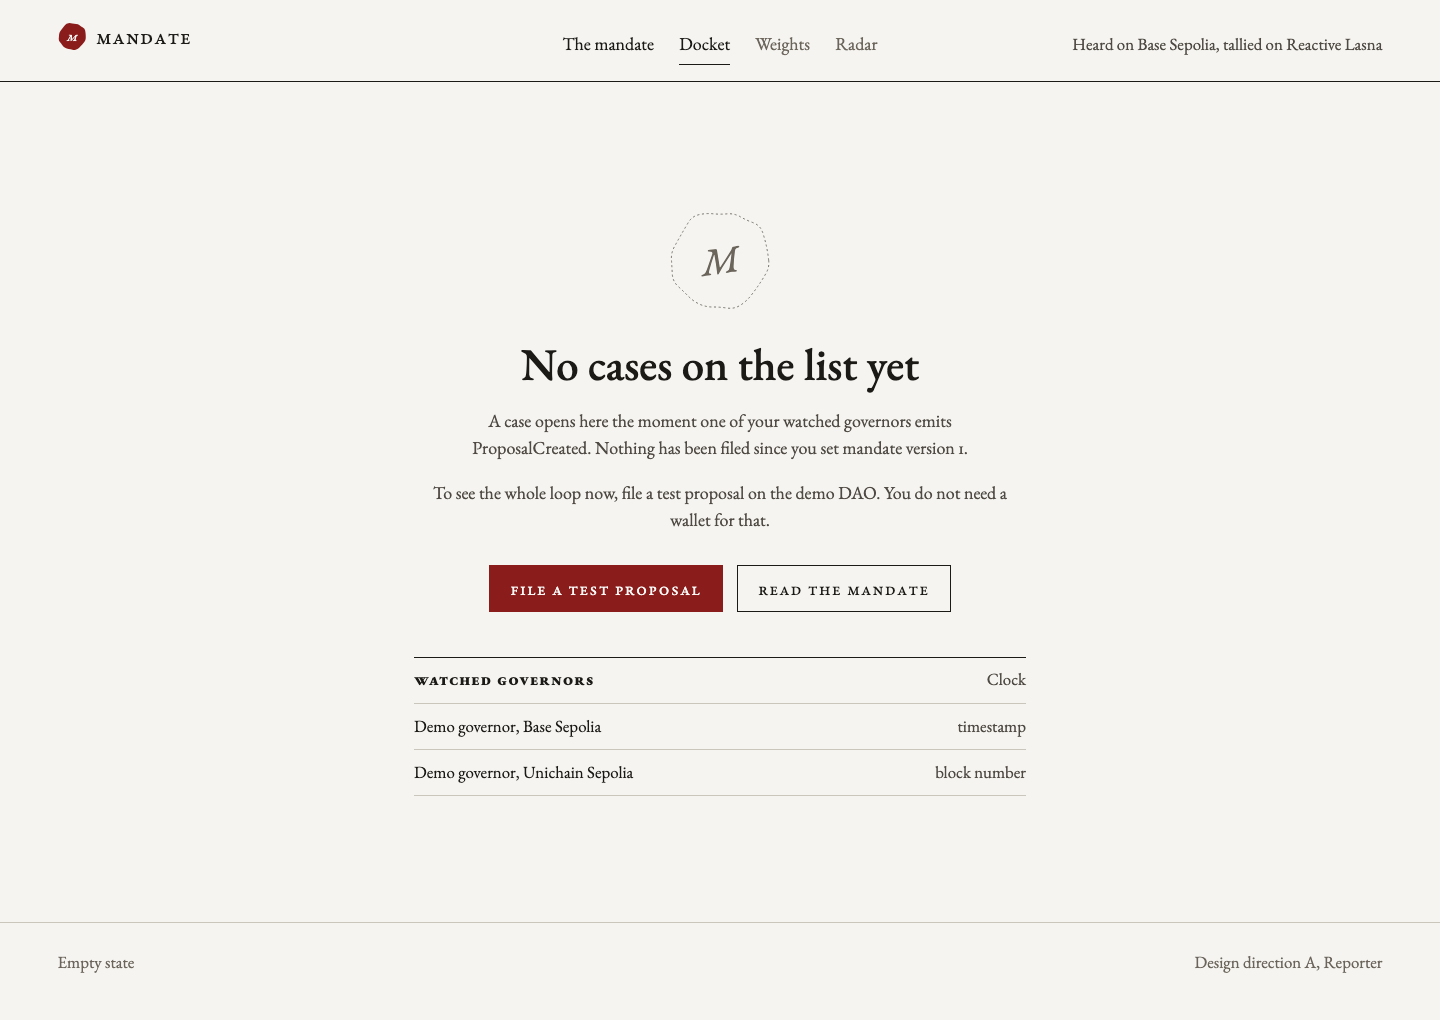 M MANDATE
The mandate Docket Weights Radar
Heard on Base Sepolia, tallied on Reactive Lasna
M
No cases on the list yet
A case opens here the moment one of your watched governors emits
ProposalCreated. Nothing has been filed since you set mandate version 1.
To see the whole loop now, file a test proposal on the demo DAO. You do not need a
wallet for that.
FILE A TEST PROPOSAL READ THE MANDATE
WATCHED GOVERNORS Clock
Demo governor, Base Sepolia timestamp
Demo governor, Unichain Sepolia block number
Empty state Design direction A, Reporter